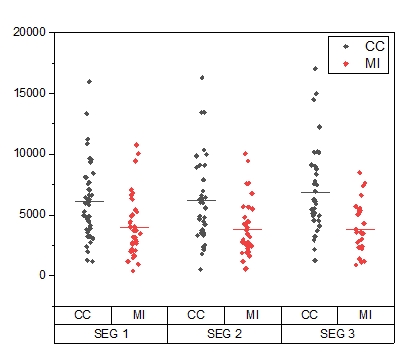 20000
CC
MI
15000
10000
5000
0
CC MI CC MI CC MI
SEG 1 SEG 2 SEG 3